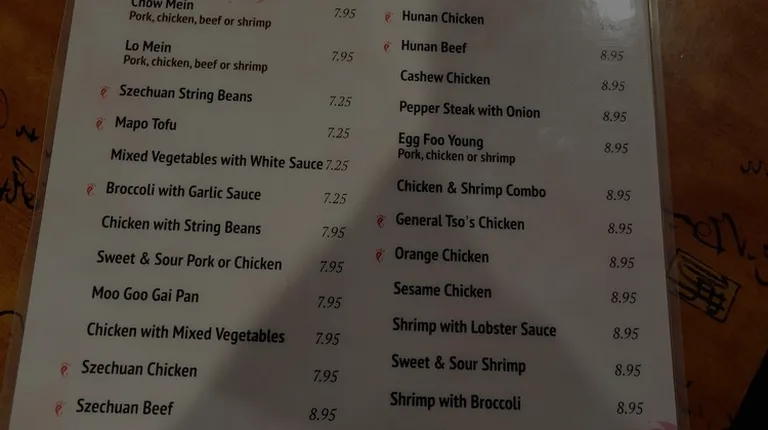 Chow Mein 7.95
Pork, chicken, beef or shrimp
Lo Mein 7.95
Pork, chicken, beef or shrimp
Szechuan String Beans 7.25
Mapo Tofu 7.25
Mixed Vegetables with White Sauce 7.25
Broccoli with Garlic Sauce 7.25
Chicken with String Beans 7.95
Sweet & Sour Pork or Chicken 7.95
Moo Goo Gai Pan 7.95
Chicken with Mixed Vegetables 7.95
Szechuan Chicken 7.95
Szechuan Beef 8.95
Hunan Chicken
Hunan Beef 8.95
Cashew Chicken 8.95
Pepper Steak with Onion 8.95
Egg Foo Young 8.95
Pork, chicken or shrimp
Chicken & Shrimp Combo 8.95
General Tso's Chicken 8.95
Orange Chicken 8.95
Sesame Chicken 8.95
Shrimp with Lobster Sauce 8.95
Sweet & Sour Shrimp 8.95
Shrimp with Broccoli 8.95